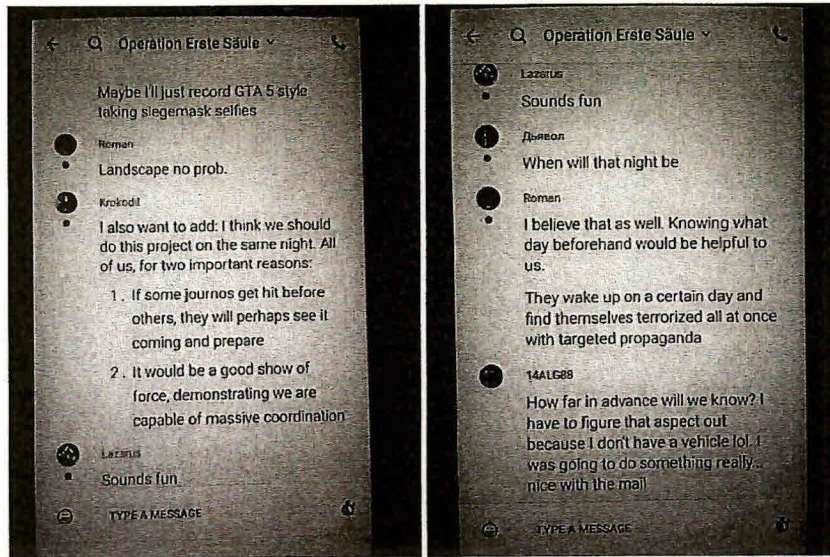 Operation Erste Säule
Maybe I'll just record GTA 5 style
taking siegemask selfies
Roman
Landscape no prob.
Krokodil
I also want to add: I think we should
do this project on the same night. All
of us, for two important reasons:
1. If some journos get hit before
others, they will perhaps see it
coming and prepare
2. It would be a good show of
force, demonstrating we are
capable of massive coordination
Lazarus
Sounds fun
TYPE A MESSAGE
Operation Erste Säule
Lazarus
Sounds fun
Дьявол
When will that night be
Roman
I believe that as well. Knowing what
day beforehand would be helpful to
us.
They wake up on a certain day and
find themselves terrorized all at once
with targeted propaganda
14ALG88
How far in advance will we know? I
have to figure that aspect out
because I don't have a vehicle lol. I
was going to do something really...
nice with the mail
TYPE A MESSAGE